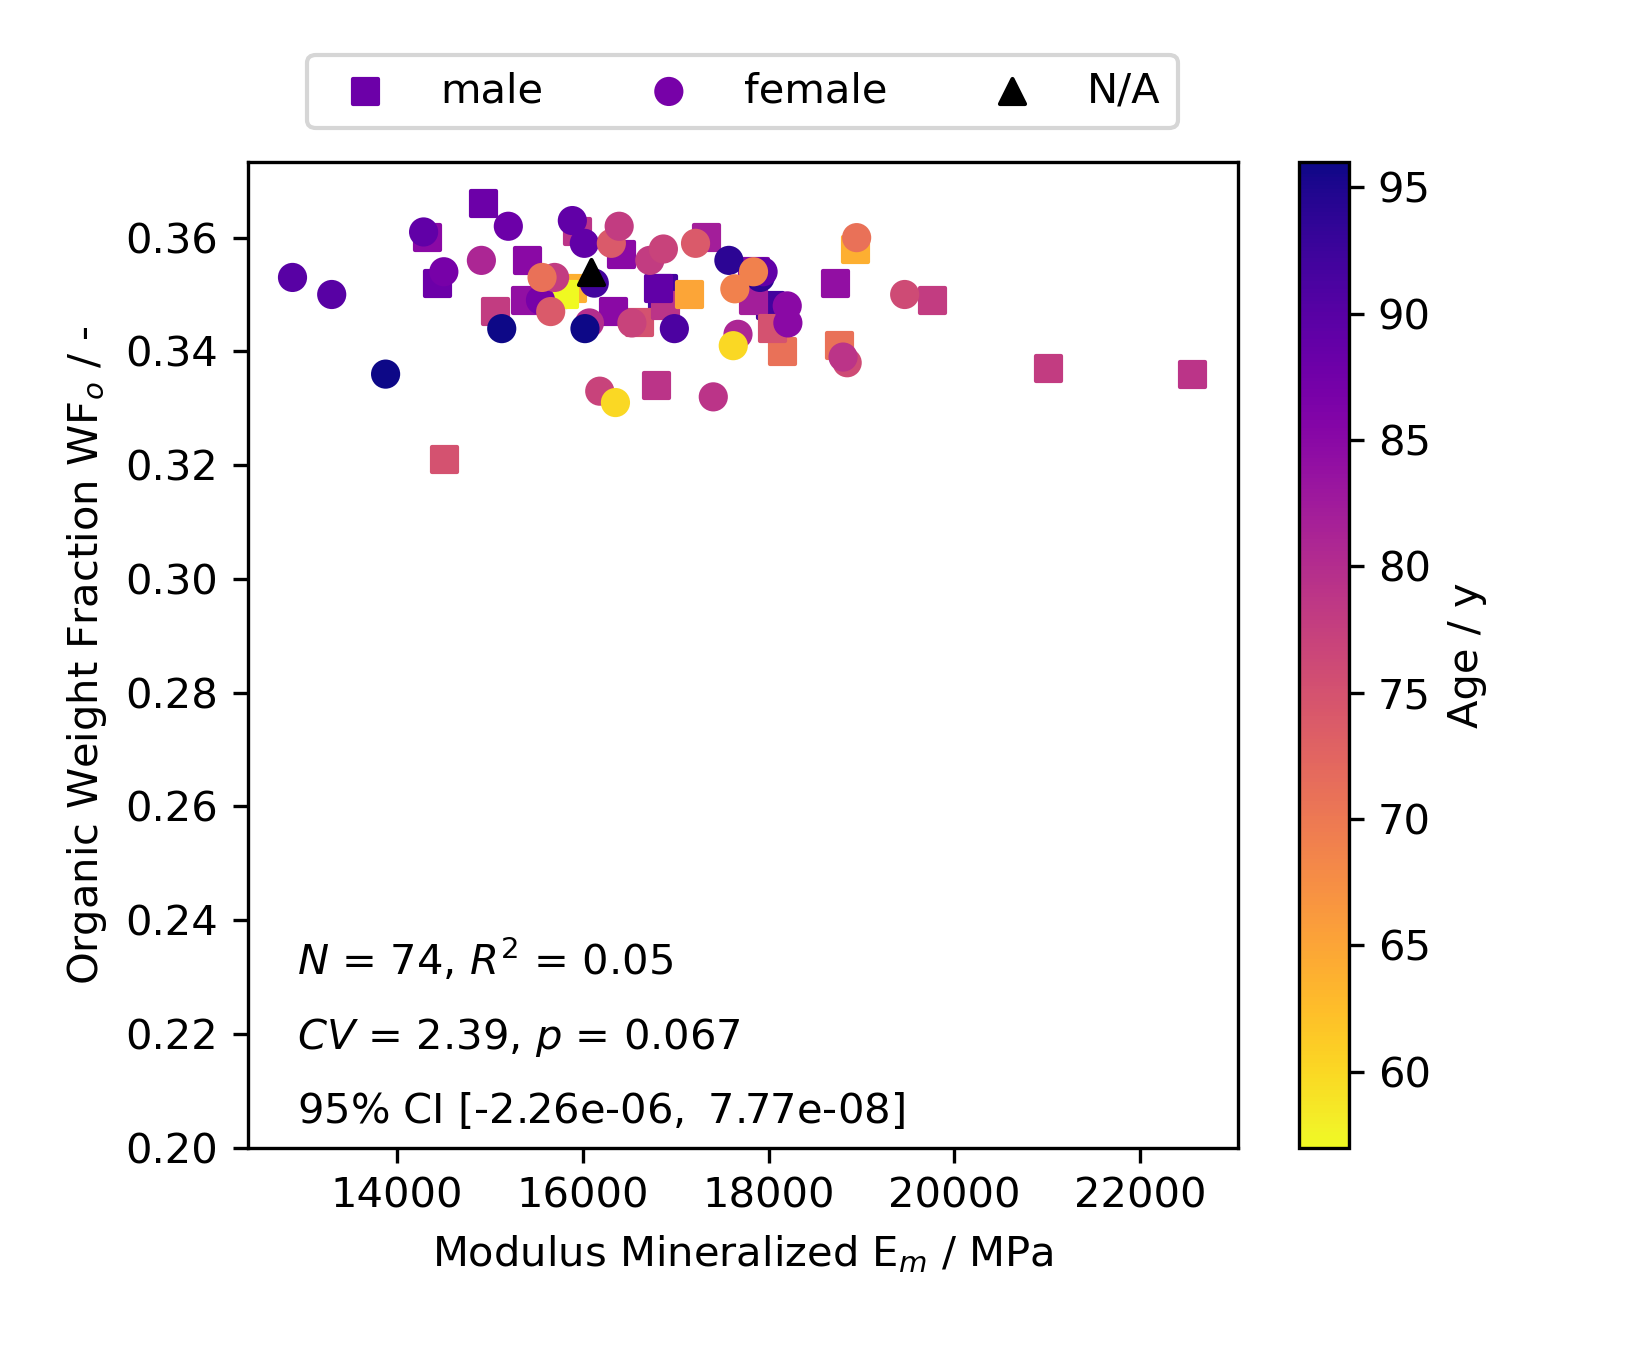 male female N/A
0.36
0.34
0.32
0.30
0.28
0.26
0.24
0.22
0.20
Organic Weight Fraction WFₒ / -
N = 74, R² = 0.05
CV = 2.39, p = 0.067
95% CI [-2.26e-06, 7.77e-08]
14000 16000 18000 20000 22000
Modulus Mineralized Eₘ / MPa
95
90
85
80
75
70
65
60
Age / y